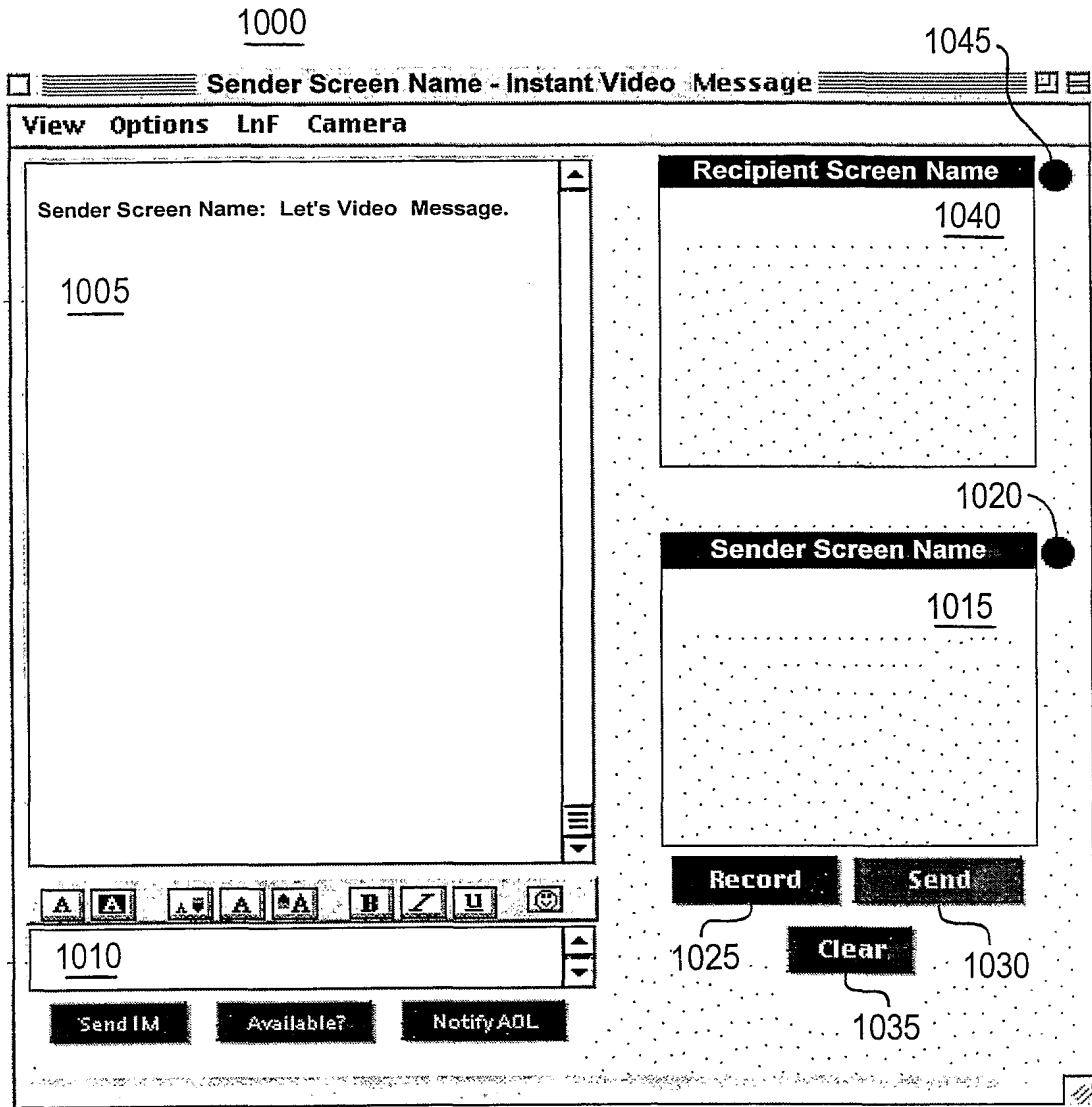 1000
1045
Sender Screen Name - Instant Video Message
View Options LnF Camera
Sender Screen Name: Let's Video Message.
1005
Recipient Screen Name
1040
1020
Sender Screen Name
1015
A A A A A B I U
1010
Record Send
Clear
1025 1030
1035
Send IM Available? Notify AOL